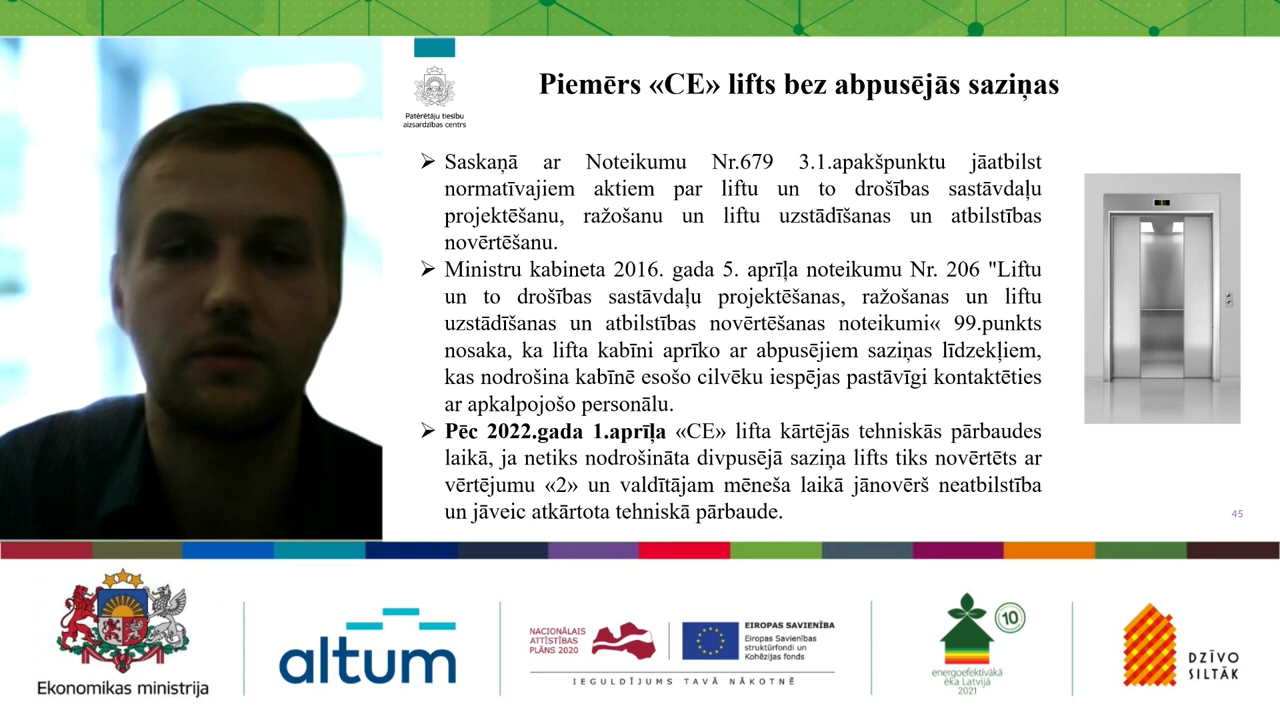 Patērētāju tiesību
aizsardzības centrs
Piemērs «CE» lifts bez abpusējās saziņas
Saskaņā ar Noteikumu Nr.679 3.1.apakšpunktu jāatbilst
normatīvajiem aktiem par liftu un to drošības sastāvdaļu
projektēšanu, ražošanu un liftu uzstādīšanas un atbilstības
novērtēšanu.
Ministru kabineta 2016. gada 5. aprīļa noteikumu Nr. 206 "Liftu
un to drošības sastāvdaļu projektēšanas, ražošanas un liftu
uzstādīšanas un atbilstības novērtēšanas noteikumi« 99.punkts
nosaka, ka lifta kabīni aprīko ar abpusējiem saziņas līdzekļiem,
kas nodrošina kabīnē esošo cilvēku iespējas pastāvīgi kontaktēties
ar apkalpojošo personālu.
Pēc 2022.gada 1.aprīļa «CE» lifta kārtējās tehniskās pārbaudes
laikā, ja netiks nodrošināta divpusējā saziņa lifts tiks novērtēts ar
vērtējumu «2» un valdītājam mēneša laikā jānovērš neatbilstība
un jāveic atkārtota tehniskā pārbaude.
45
Ekonomikas ministrija
altum
NACIONĀLAIS
ATTĪSTĪBAS
PLĀNS 2020
EIROPAS SAVIENĪBA
Eiropas Savienības
struktūrfondi un
Kohēzijas fonds
IEGULDĪJUMS TAVĀ NĀKOTNĒ
10
energoefektīvākā
ēka Latvijā
2021
DZĪVO
SILTĀK